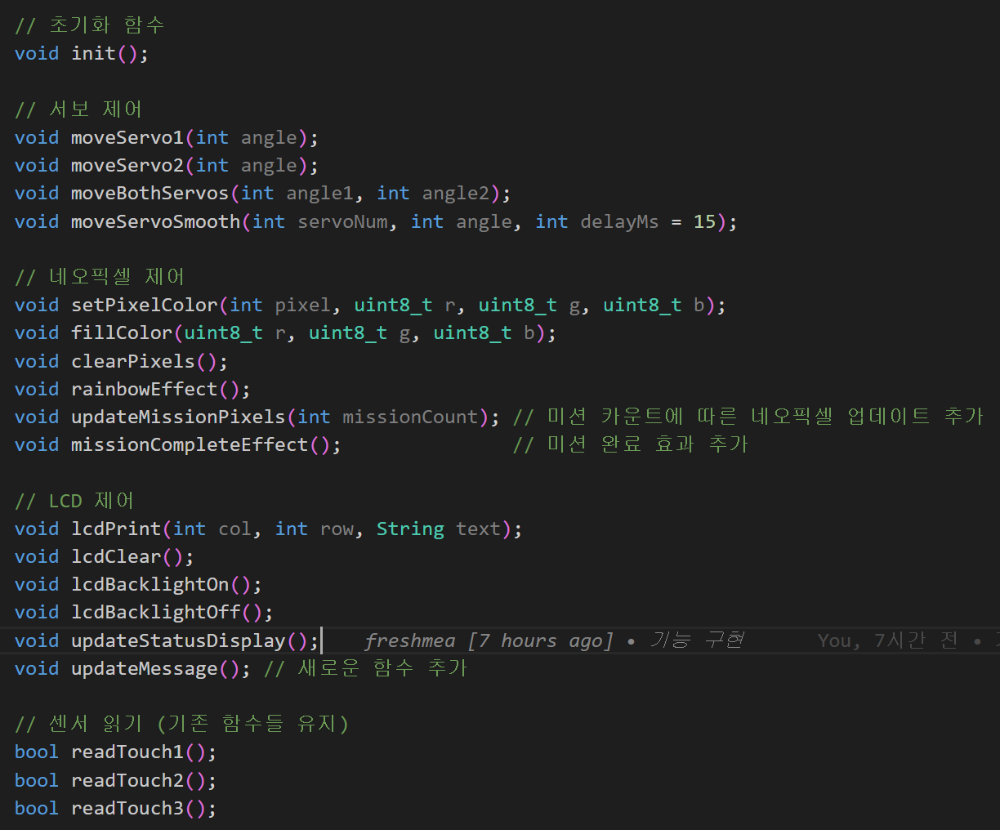 // 초기화 함수
void init();
// 서보 제어
void moveServo1(int angle);
void moveServo2(int angle);
void moveBothServos(int angle1, int angle2);
void moveServoSmooth(int servoNum, int angle, int delayMs = 15);
// 네오픽셀 제어
void setPixelColor(int pixel, uint8_t r, uint8_t g, uint8_t b);
void fillColor(uint8_t r, uint8_t g, uint8_t b);
void clearPixels();
void rainbowEffect();
void updateMissionPixels(int missionCount); // 미션 카운트에 따른 네오픽셀 업데이트 추가
void missionCompleteEffect(); // 미션 완료 효과 추가
// LCD 제어
void lcdPrint(int col, int row, String text);
void lcdClear();
void lcdBacklightOn();
void lcdBacklightOff();
void updateStatusDisplay(); freshmea [7 hours ago] • 기능 구현 You, 7시간 전 •
void updateMessage(); // 새로운 함수 추가
// 센서 읽기 (기존 함수들 유지)
bool readTouch1();
bool readTouch2();
bool readTouch3();